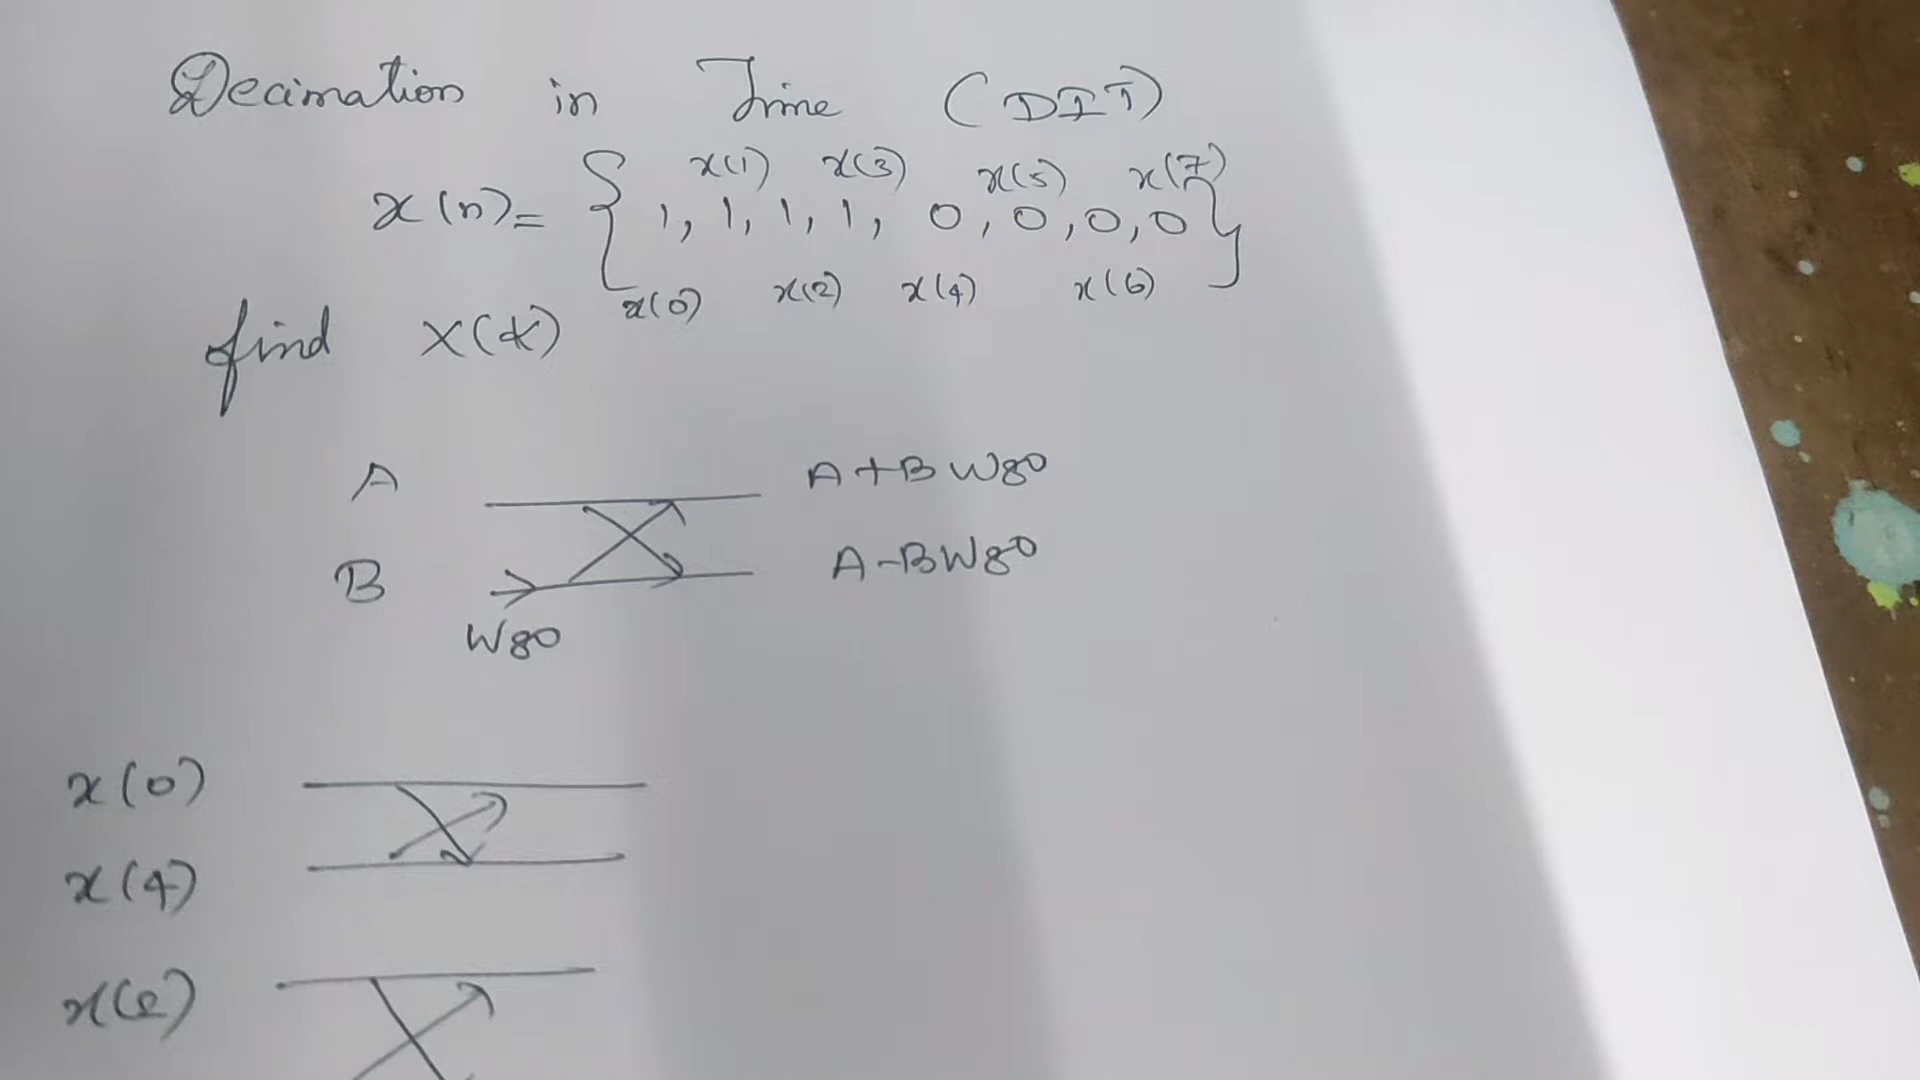 Decimation in Time (DIT)
x(1) x(3) x(5) x(7)
x(n) = { 1, 1, 1, 1, 0, 0, 0, 0 }
x(0) x(2) x(4) x(6)
find X(k)
A A+BW80
B A-BW80
W80
x(0)
x(4)
x(2)